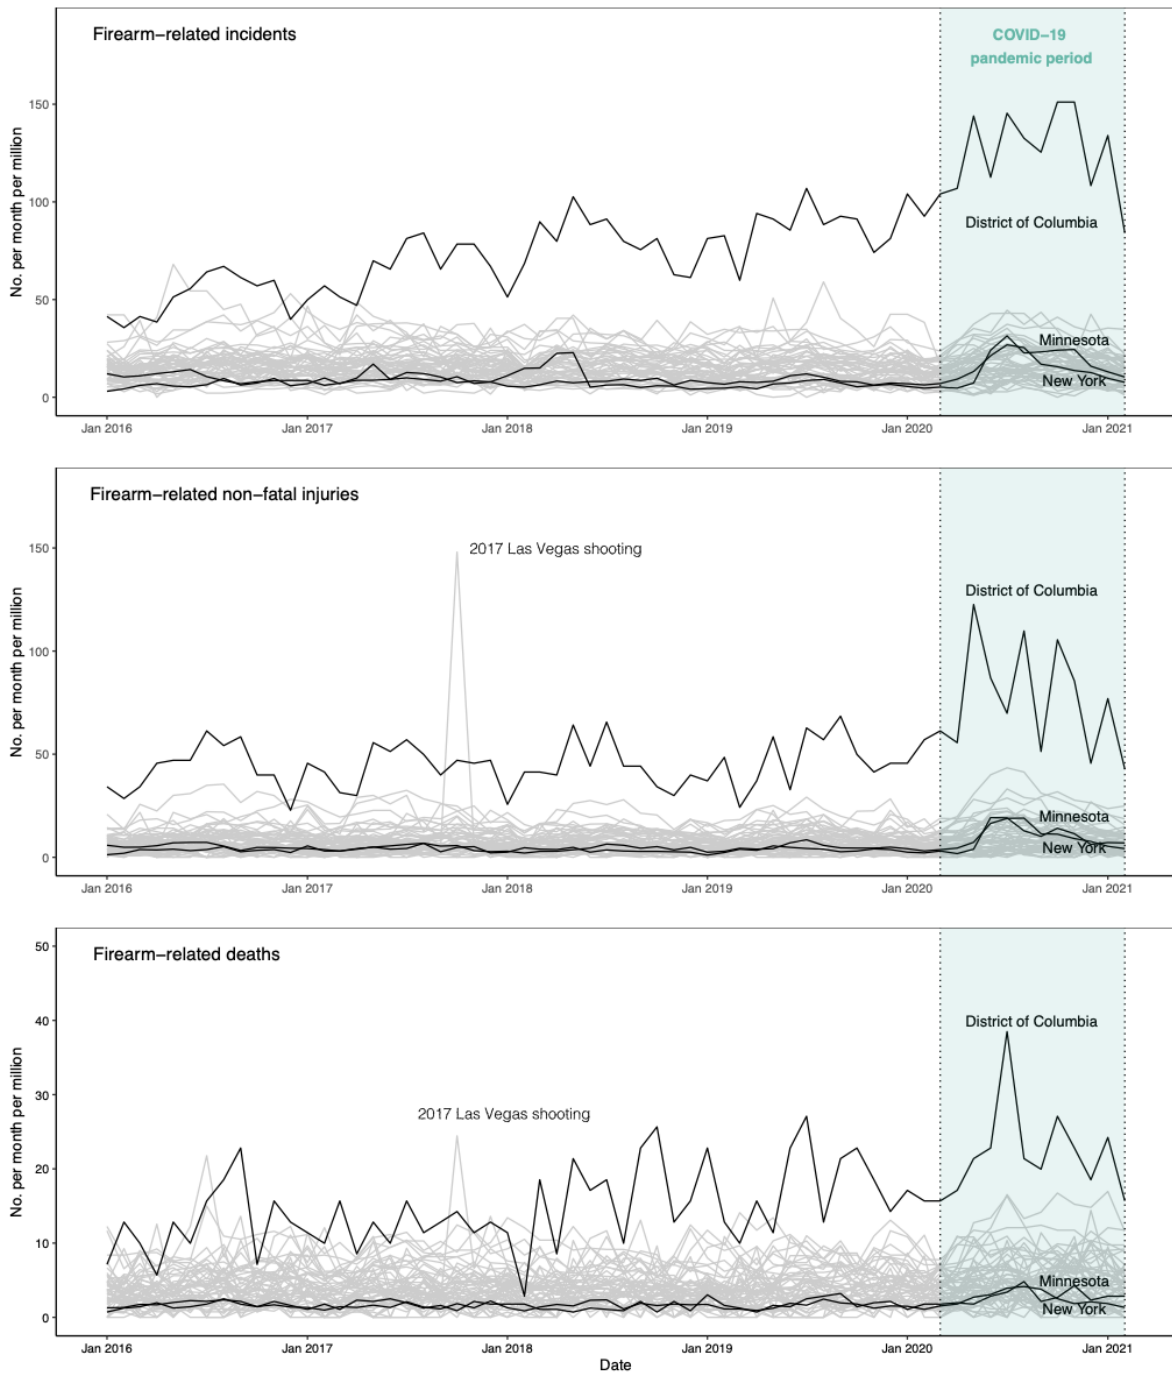 Firearm−related incidents
COVID−19
pandemic period
No. per month per million
150
100
50
0
District of Columbia
Minnesota
New York
Jan 2016
Jan 2017
Jan 2018
Jan 2019
Jan 2020
Jan 2021
Firearm−related non−fatal injuries
2017 Las Vegas shooting
No. per month per million
150
100
50
0
District of Columbia
Minnesota
New York
Jan 2016
Jan 2017
Jan 2018
Jan 2019
Jan 2020
Jan 2021
Firearm−related deaths
2017 Las Vegas shooting
No. per month per million
50
40
30
20
10
0
District of Columbia
Minnesota
New York
Jan 2016
Jan 2017
Jan 2018
Jan 2019
Jan 2020
Jan 2021
Date